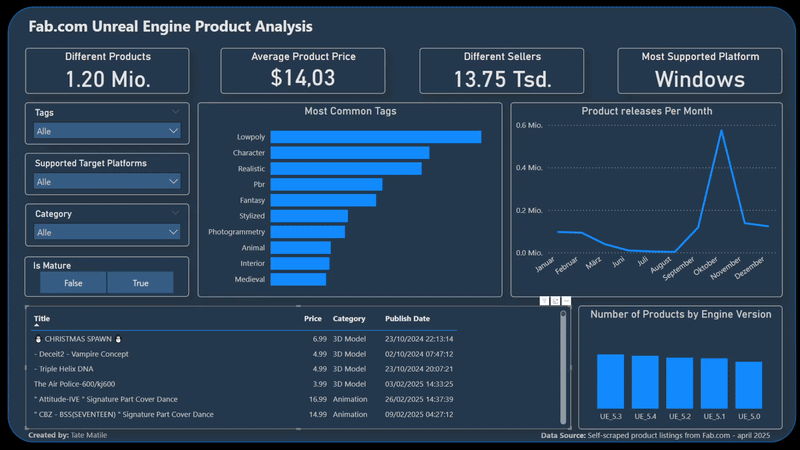 Fab.com Unreal Engine Product Analysis
Different Products
1.20 Mio.
Average Product Price
$14,03
Different Sellers
13.75 Tsd.
Most Supported Platform
Windows
Tags
Alle
Supported Target Platforms
Alle
Category
Alle
Is Mature
False True
Most Common Tags
Lowpoly
Character
Realistic
Pbr
Fantasy
Stylized
Photogrammetry
Animal
Interior
Medieval
Product releases Per Month
0.6 Mio.
0.4 Mio.
0.2 Mio.
0.0 Mio.
Januar Februar März Juni Juli August September Oktober November Dezember
Title Price Category Publish Date
⛄ CHRISTMAS SPAWN ⛄ 6.99 3D Model 23/10/2024 22:13:14
- Deceit2 - Vampire Concept 4.99 3D Model 02/10/2024 07:47:12
- Triple Helix DNA 4.99 3D Model 23/10/2024 20:07:21
The Air Police-600/kj600 3.99 3D Model 03/02/2025 14:33:25
" Attitude-IVE " Signature Part Cover Dance 16.99 Animation 26/02/2025 14:37:39
" CBZ - BSS(SEVENTEEN) " Signature Part Cover Dance 14.99 Animation 09/02/2025 04:27:12
Number of Products by Engine Version
UE_5.3 UE_5.4 UE_5.2 UE_5.1 UE_5.0
Created by: Tate Matile
Data Source: Self-scraped product listings from Fab.com - april 2025